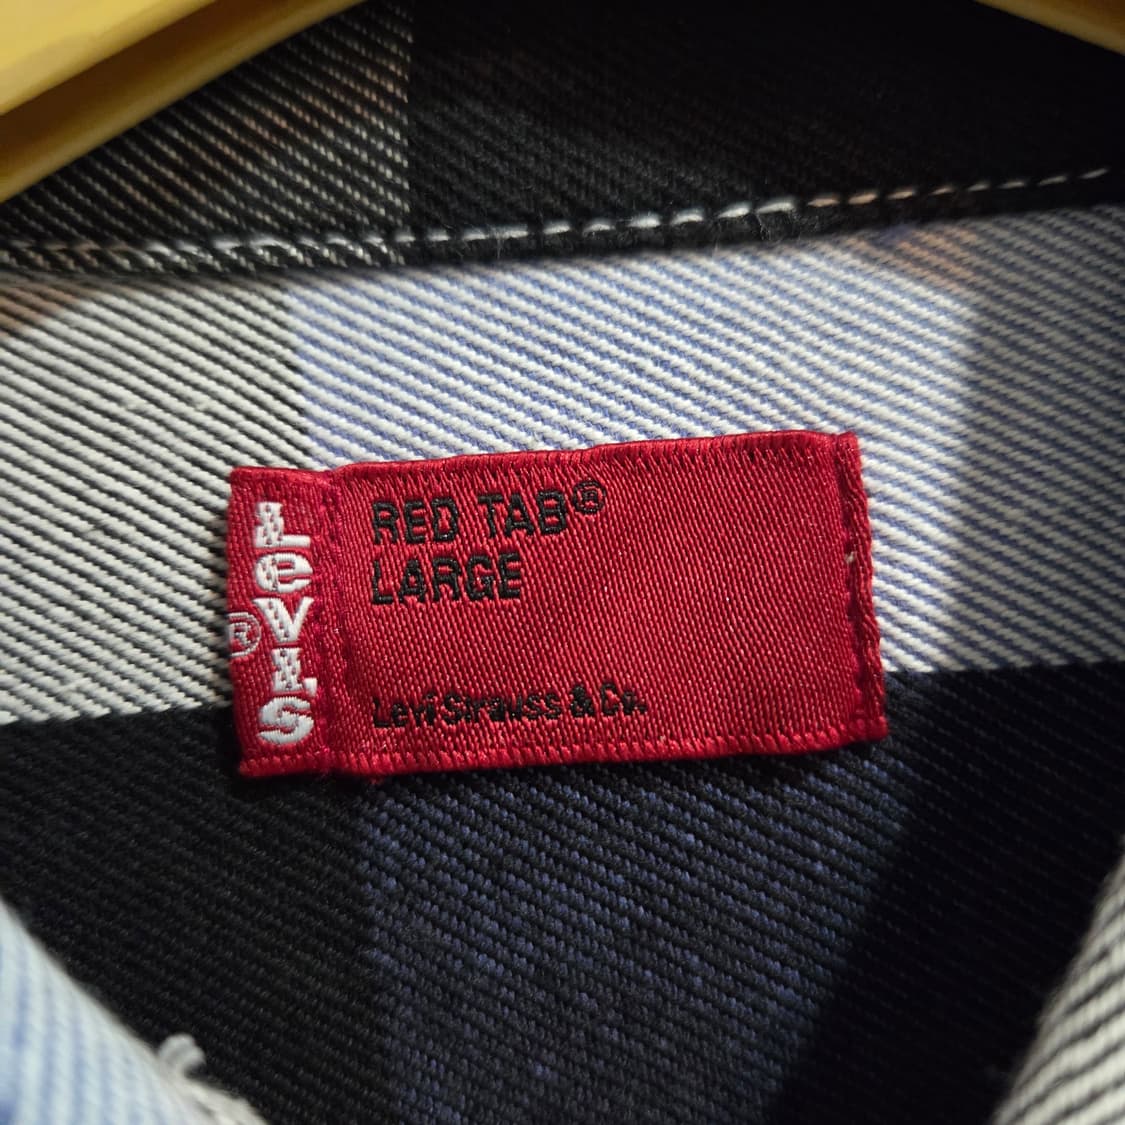 LeVi's
®
RED TAB®
LARGE
Levi Strauss & Co.